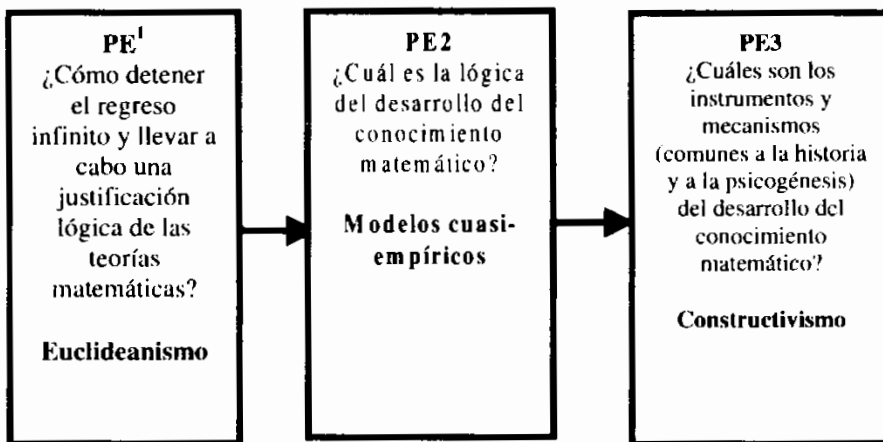 PE¹
¿Cómo detener
el regreso
infinito y llevar a
cabo una
justificación
lógica de las
teorías
matemáticas?
Euclideanismo
PE2
¿Cuál es la lógica
del desarrollo del
conocimiento
matemático?
Modelos cuasi-
empíricos
PE3
¿Cuáles son los
instrumentos y
mecanismos
(comunes a la historia
y a la psicogénesis)
del desarrollo del
conocimiento
matemático?
Constructivismo